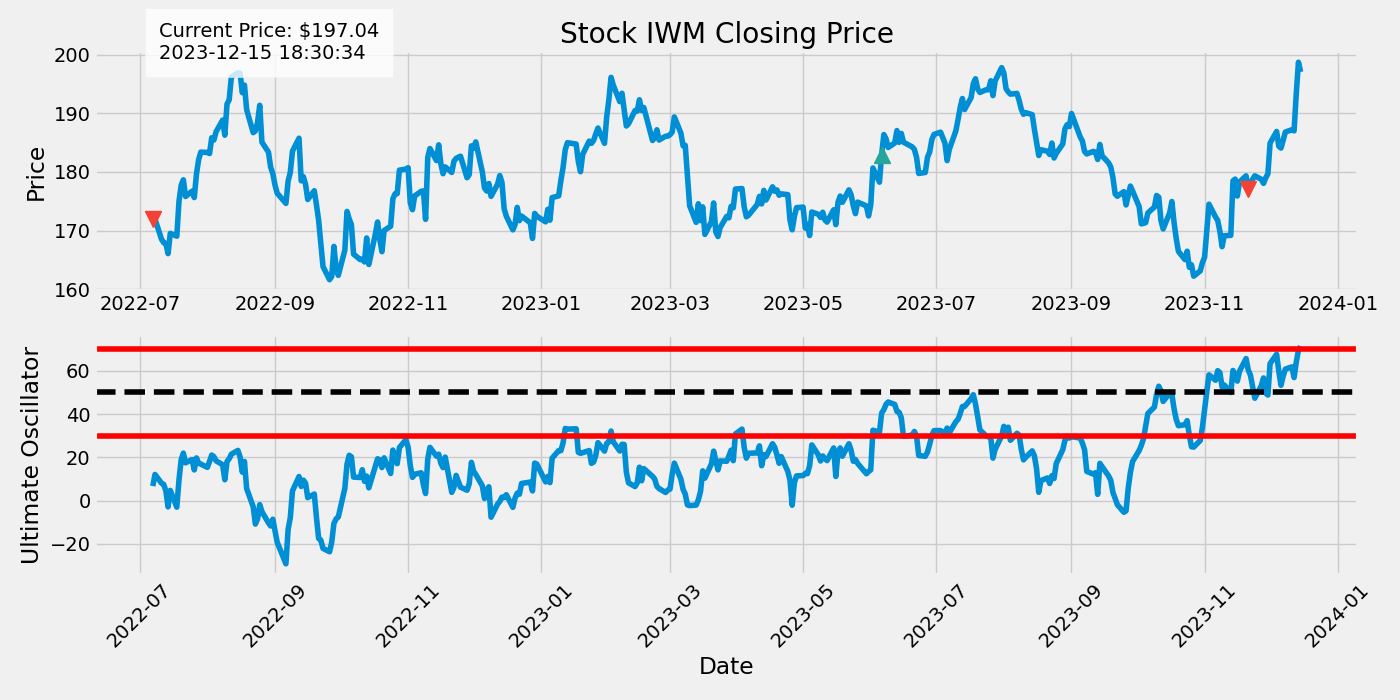 Current Price: $197.04
2023-12-15 18:30:34
Stock IWM Closing Price
Price
200
190
180
170
160
2022-07 2022-09 2022-11 2023-01 2023-03 2023-05 2023-07 2023-09 2023-11 2024-01
Ultimate Oscillator
60
40
20
0
−20
2022-07 2022-09 2022-11 2023-01 2023-03 2023-05 2023-07 2023-09 2023-11 2024-01
Date